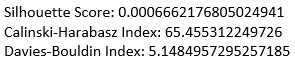 Silhouette Score: 0.0006662176805024941
Calinski-Harabasz Index: 65.455312249726
Davies-Bouldin Index: 5.1484957295257185